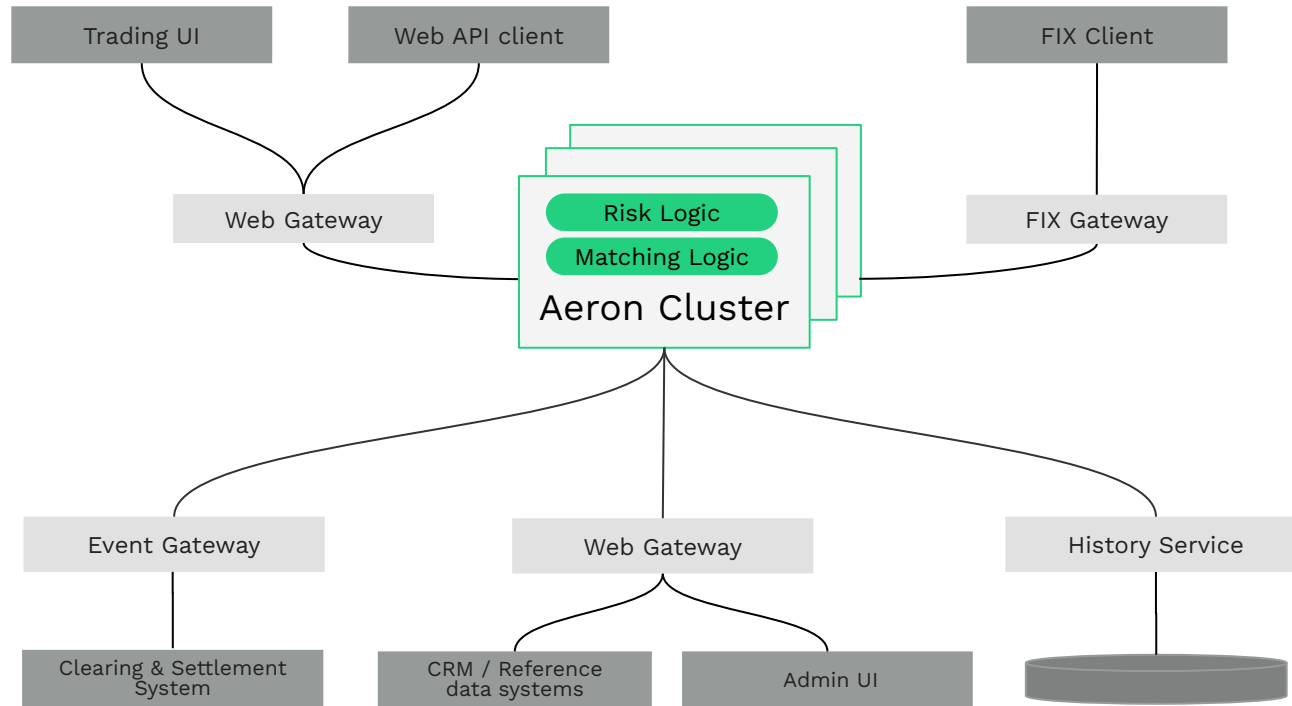 Trading UI
Web API client
FIX Client
Web Gateway
Risk Logic
FIX Gateway
Matching Logic
Aeron Cluster
Event Gateway
Web Gateway
History Service
Clearing & Settlement
System
CRM / Reference
data systems
Admin UI